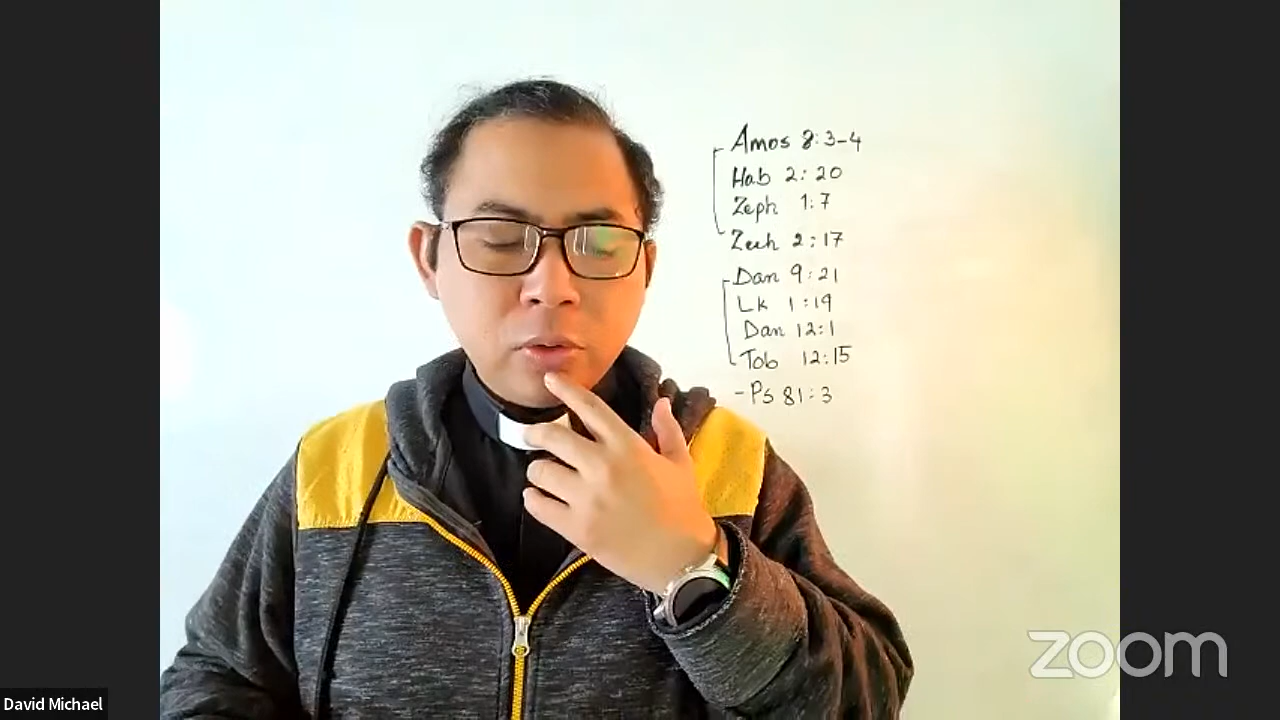 Amos 8:3-4
Hab 2:20
Zeph 1:7
Zech 2:17
Dan 9:21
Lk 1:19
Dan 12:1
Tob 12:15
-Ps 81:3
zoom
David Michael